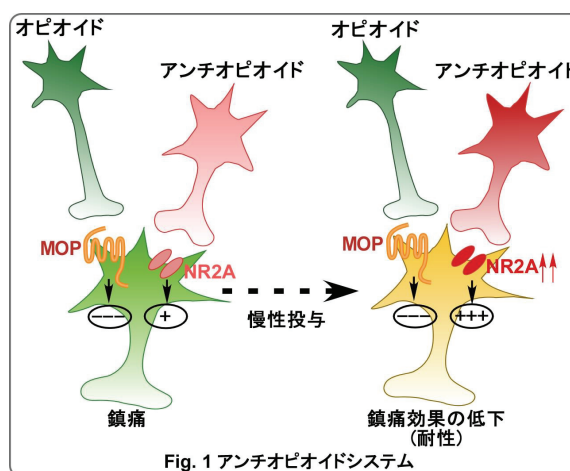 オピオイド
アンチオピオイド
MOP
NR2A
−−−
+
鎮痛
慢性投与
オピオイド
アンチオピオイド
MOP
NR2A↑↑
−−−
+++
鎮痛効果の低下
(耐性)
Fig. 1 アンチオピオイドシステム